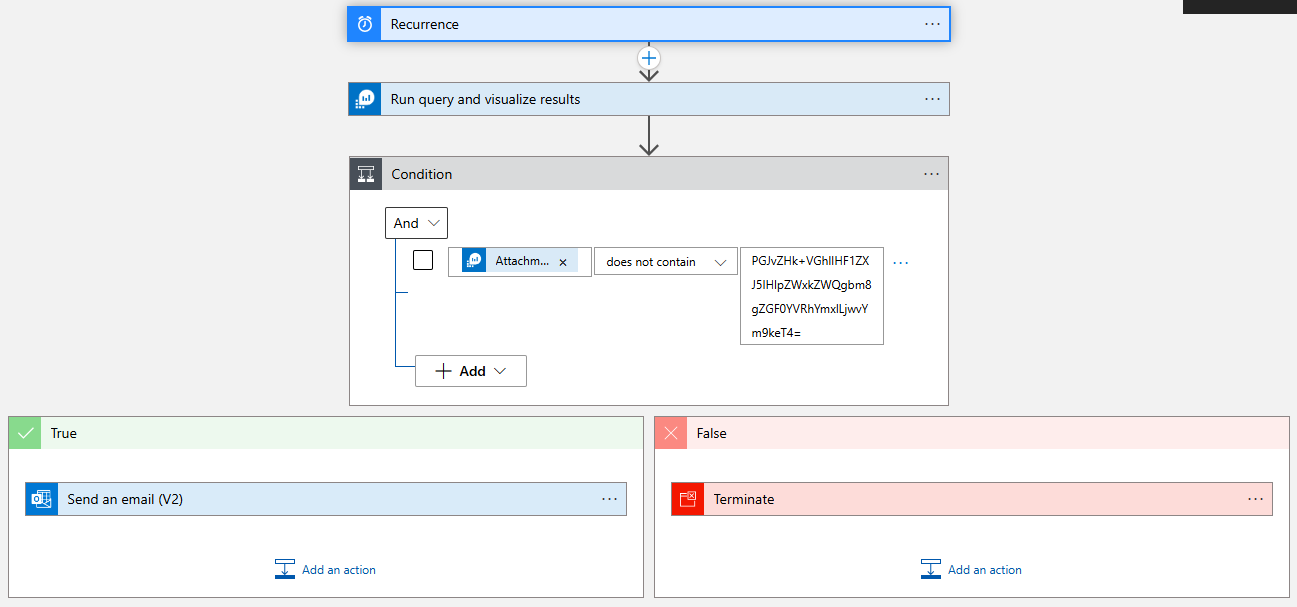 Recurrence
Run query and visualize results
Condition
And
Attachm...
does not contain
PGJvZHk+VGhlIHF1ZX
J5IHlpZWxkZWQgbm8
gZGF0YVRhYmxlLjwvY
m9keT4=
Add
True
False
Send an email (V2)
Terminate
Add an action
Add an action